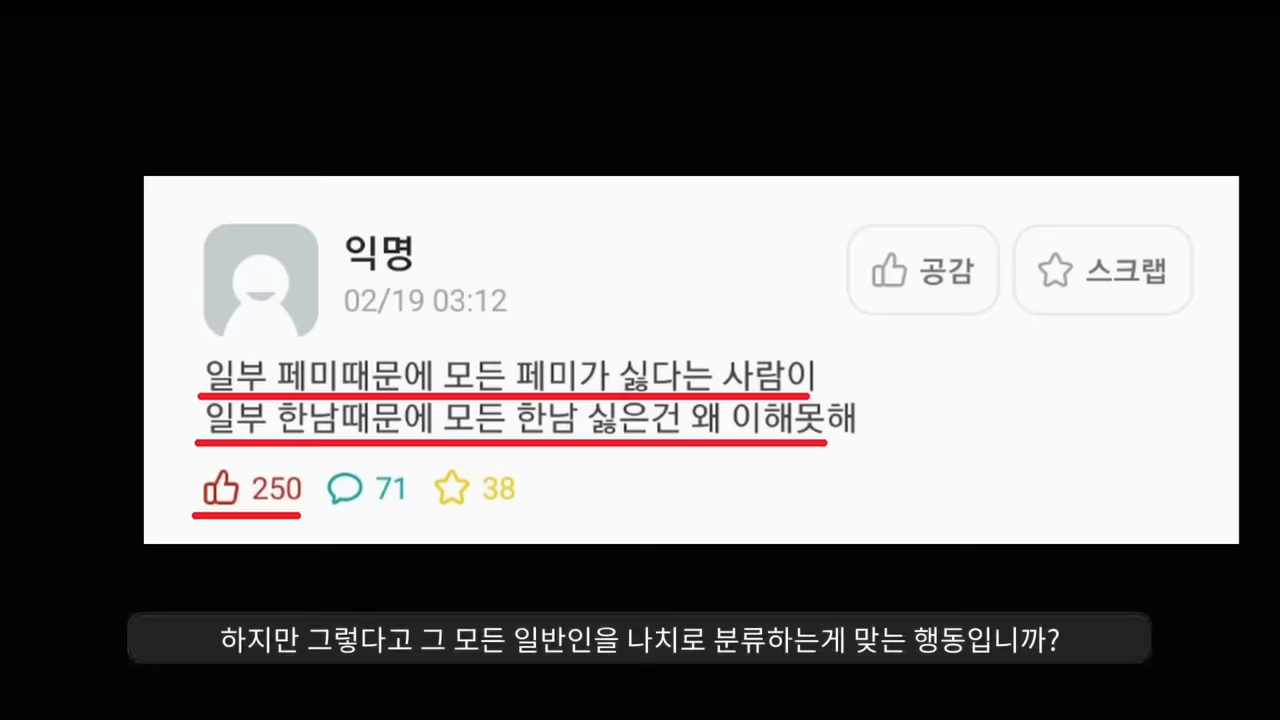 익명
02/19 03:12
공감
스크랩
일부 페미때문에 모든 페미가 싫다는 사람이
일부 한남때문에 모든 한남 싫은건 왜 이해못해
250 71 38
하지만 그렇다고 그 모든 일반인을 나치로 분류하는게 맞는 행동입니까?